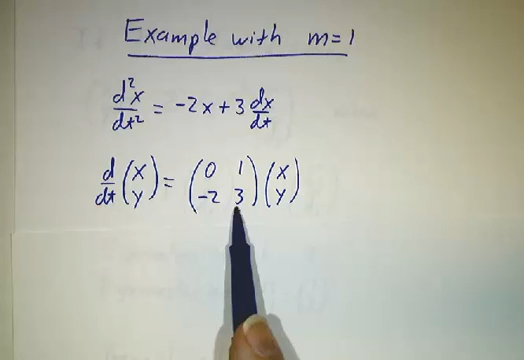 Example with m=1
d²x/dt² = -2x + 3 dx/dt
d/dt (x y) = (0 1 -2 3) (x y)